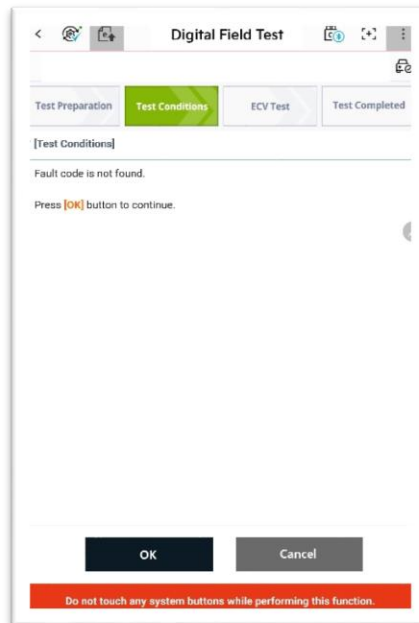 Digital Field Test
Test Preparation
Test Conditions
ECV Test
Test Completed
[Test Conditions]
Fault code is not found.
Press [OK] button to continue.
OK
Cancel
Do not touch any system buttons while performing this function.